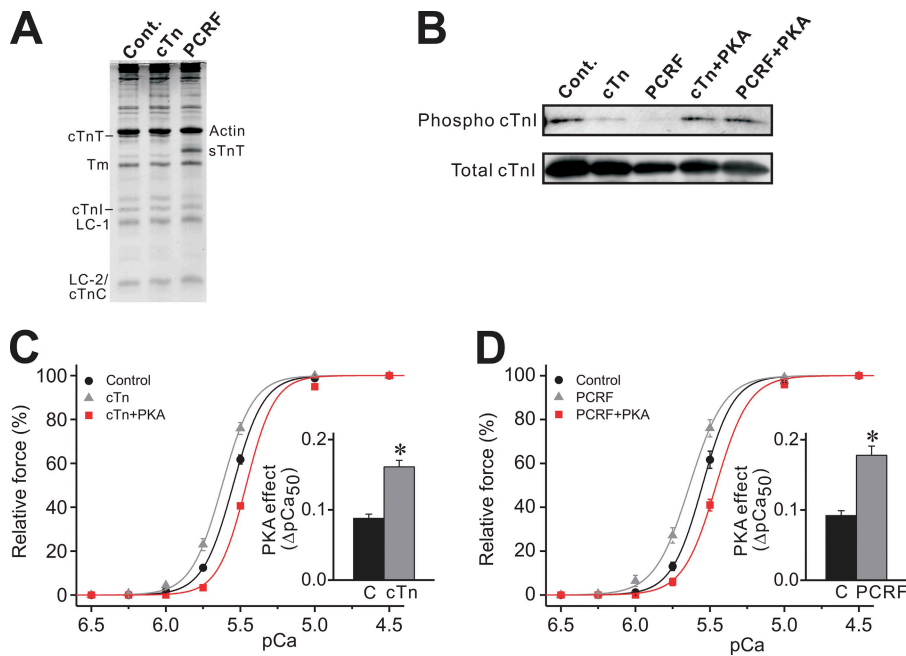 A
Cont.
cTn
PCRF
cTnT
Actin
sTnT
Tm
cTnI
LC-1
LC-2/
cTnC
B
Cont.
cTn
PCRF
cTn+PKA
PCRF+PKA
Phospho cTnI
Total cTnI
C
Control
cTn
cTn+PKA
Relative force (%)
100
80
60
40
20
0
6.5 6.0 5.5 5.0 4.5
pCa
PKA effect
(ΔpCa50)
0.2
0.1
0.0
*
C cTn
D
Control
PCRF
PCRF+PKA
Relative force (%)
100
80
60
40
20
0
6.5 6.0 5.5 5.0 4.5
pCa
PKA effect
(ΔpCa50)
0.2
0.1
0.0
*
C PCRF